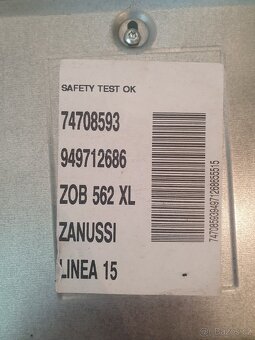 SAFETY TEST OK
74708593
949712686
ZOB 562 XL
ZANUSSI
LINEA 15